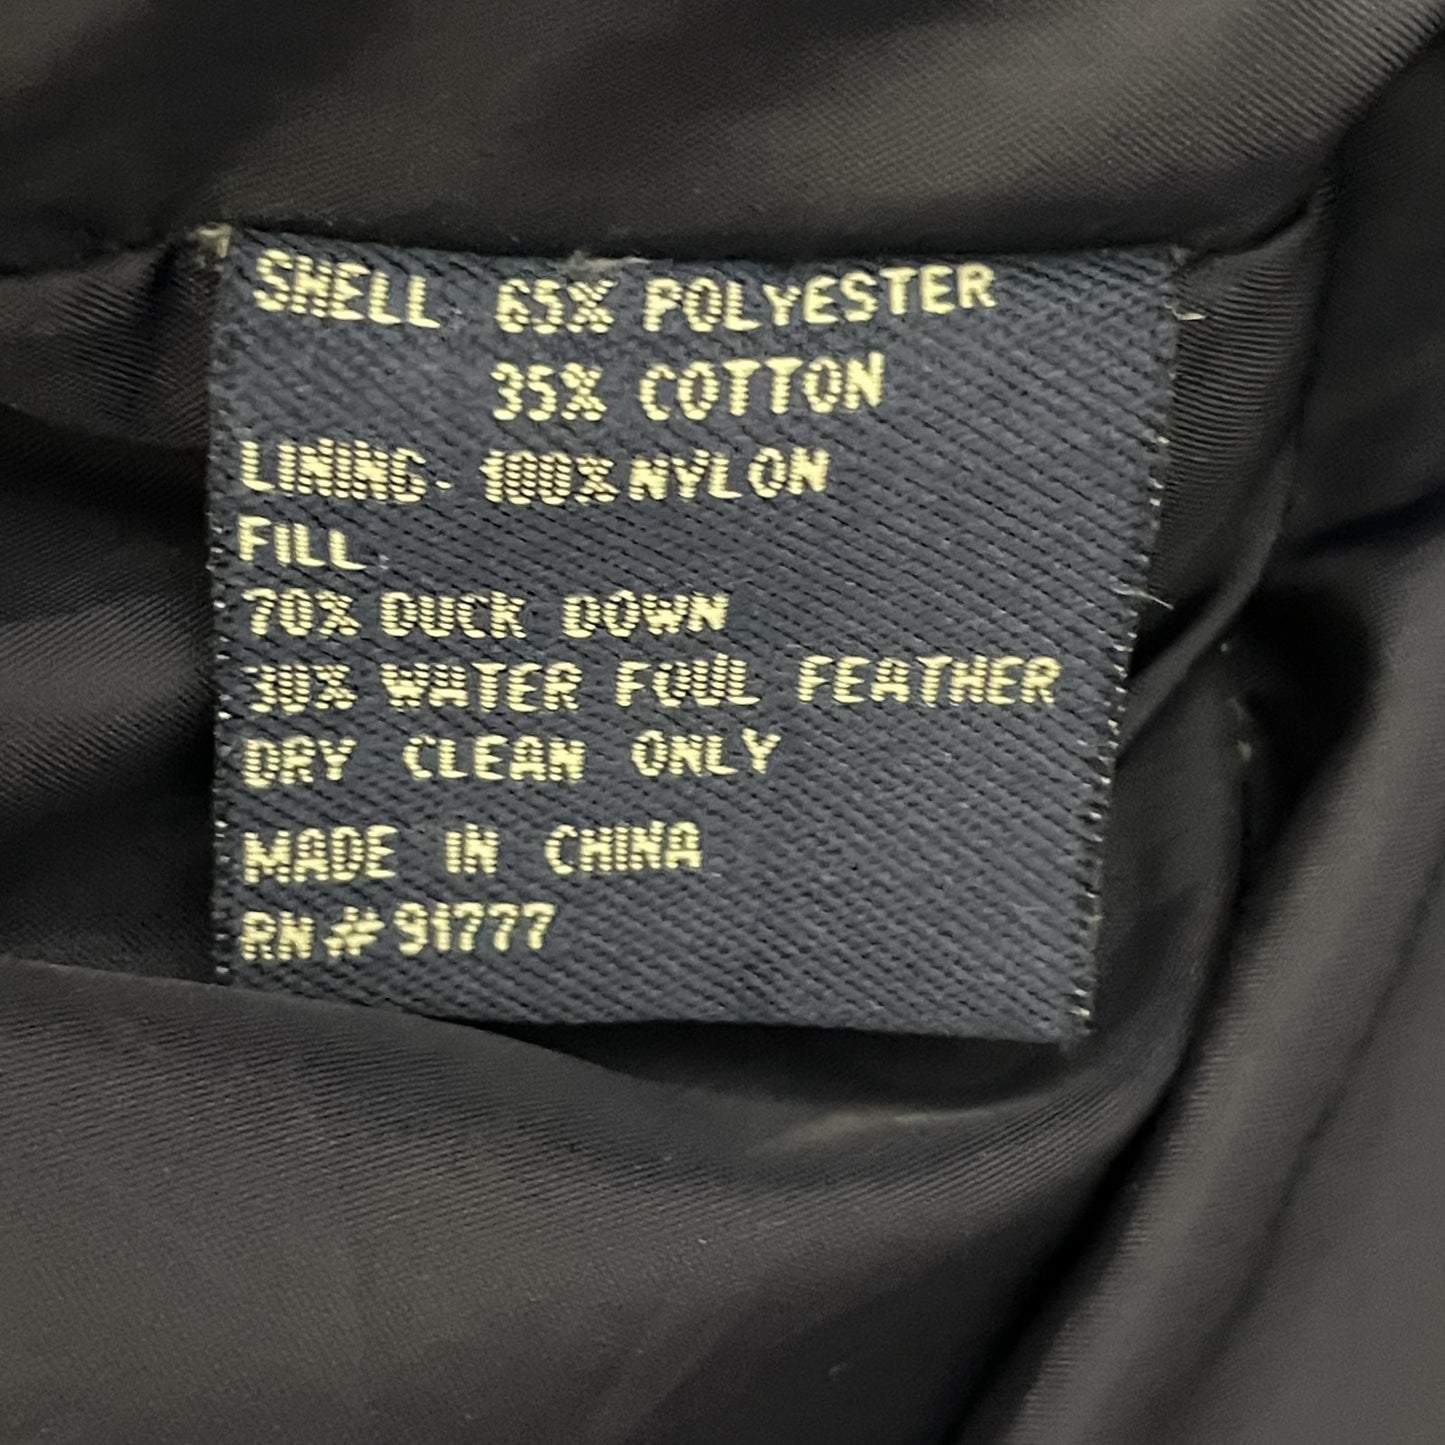 SHELL 65% POLYESTER
35% COTTON
LINING- 100% NYLON
FILL:
70% DUCK DOWN
30% WATER FOUL FEATHER
DRY CLEAN ONLY
MADE IN CHINA
RN#91777